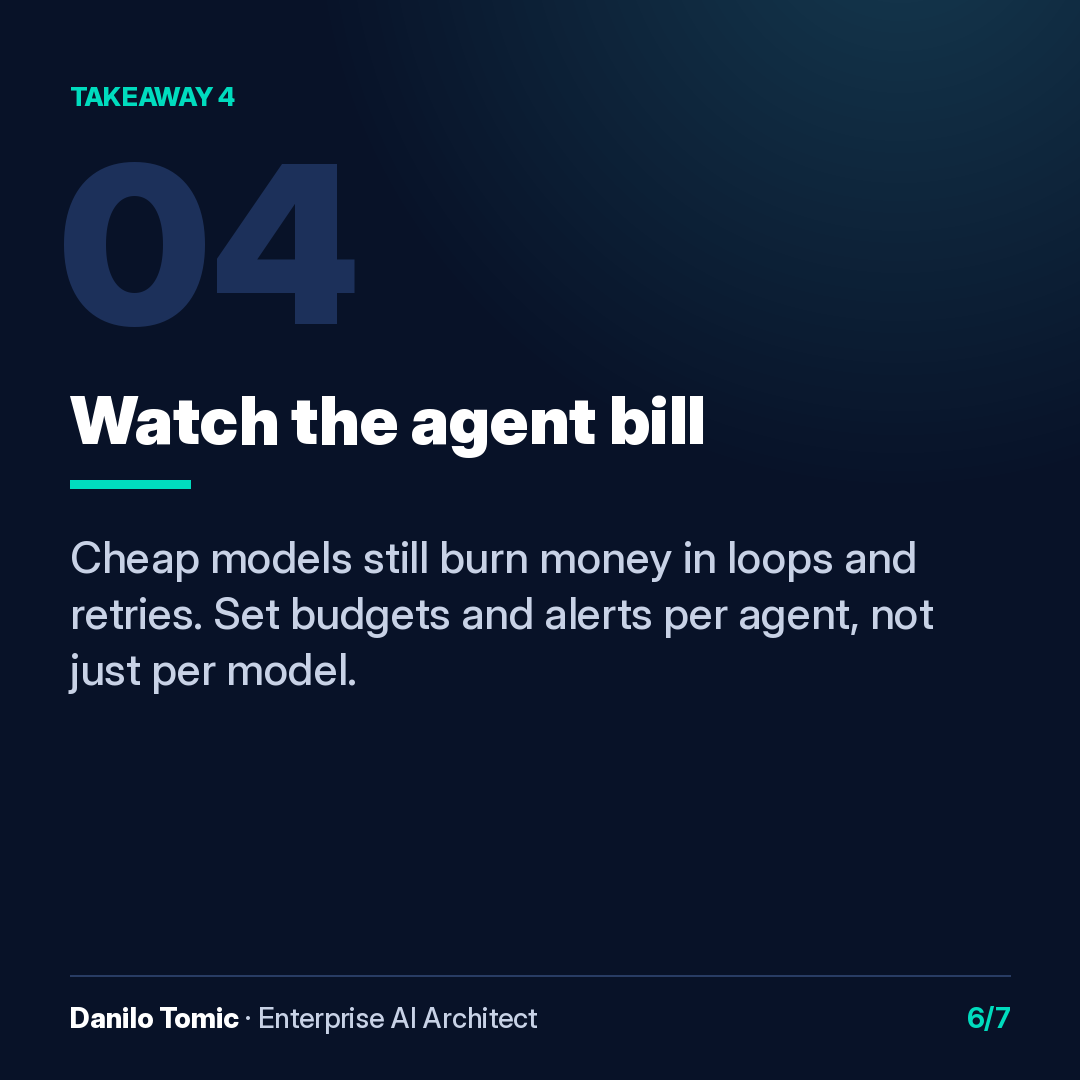 TAKEAWAY 4
04
Watch the agent bill
Cheap models still burn money in loops and
retries. Set budgets and alerts per agent, not
just per model.
Danilo Tomic · Enterprise AI Architect
6/7